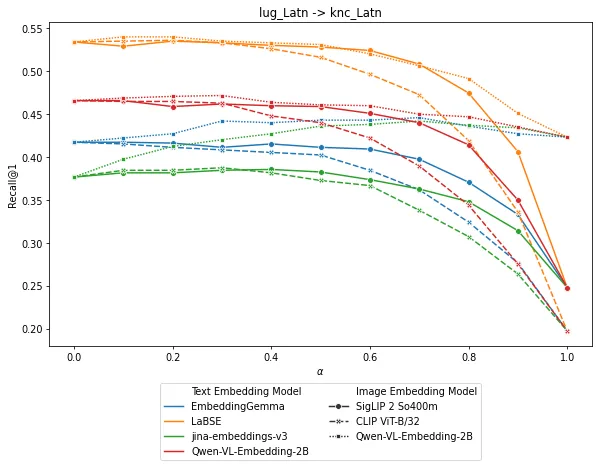 lug_Latn -> knc_Latn
Recall@1
0.55
0.50
0.45
0.40
0.35
0.30
0.25
0.20
0.0 0.2 0.4 0.6 0.8 1.0
α
Text Embedding Model
EmbeddingGemma
LaBSE
jina-embeddings-v3
Qwen-VL-Embedding-2B
Image Embedding Model
SigLIP 2 So400m
CLIP ViT-B/32
Qwen-VL-Embedding-2B